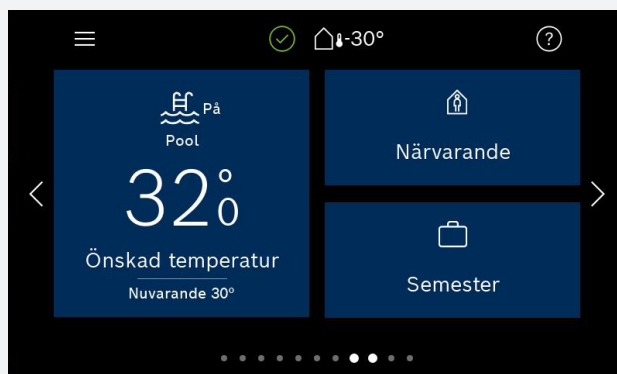 -30°
?
På
Pool
32°0
Önskad temperatur
Nuvarande 30°
Närvarande
Semester